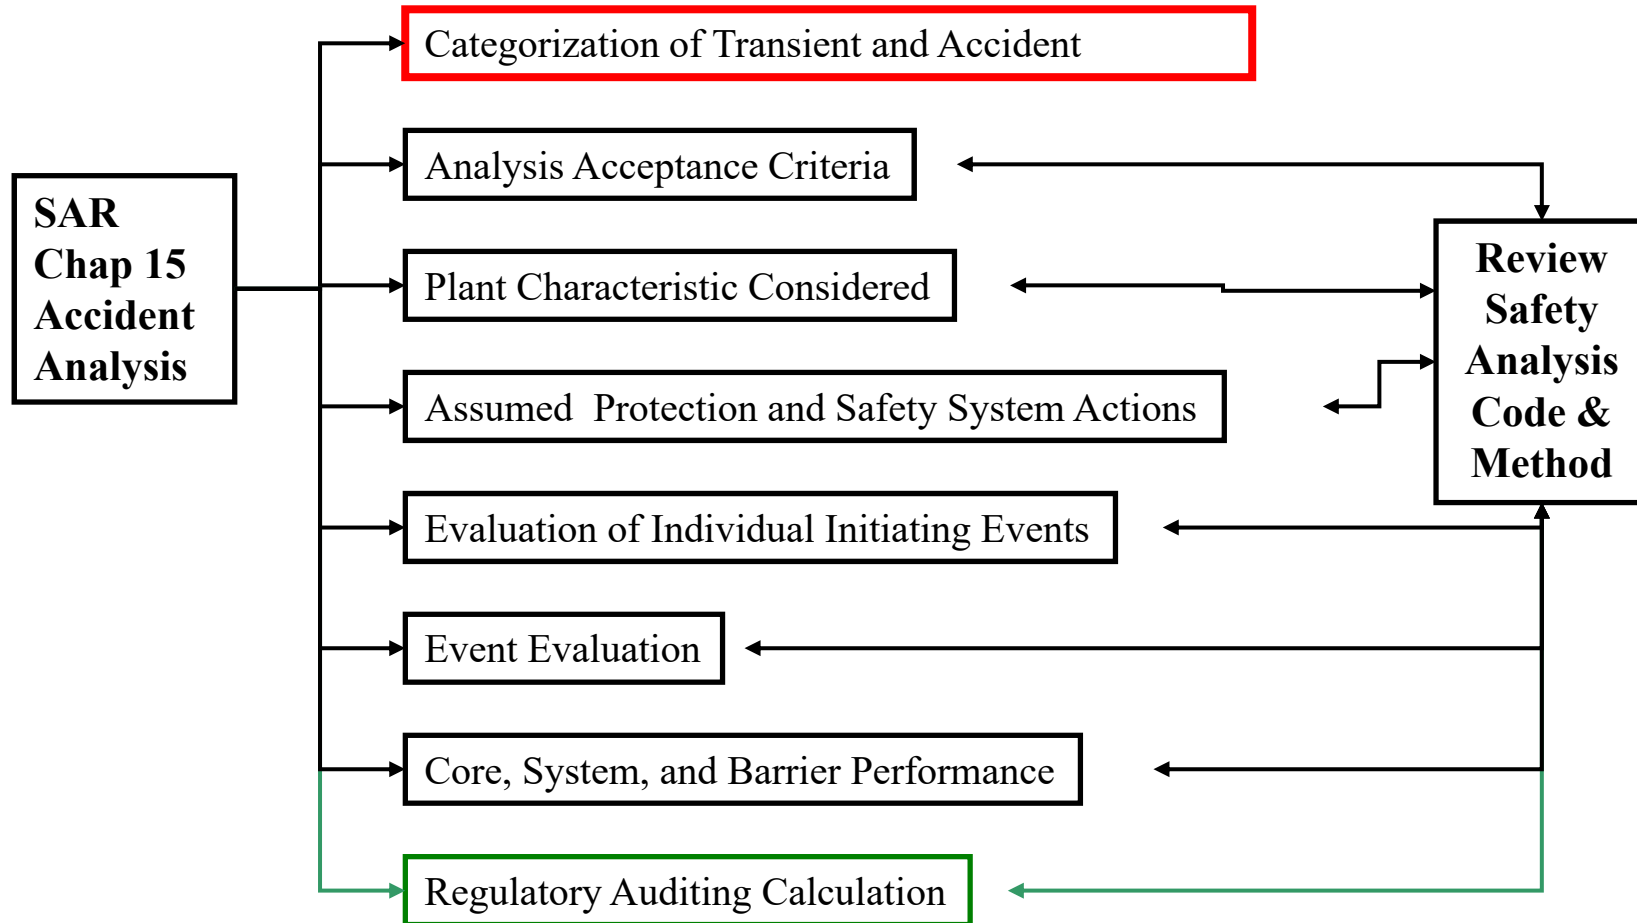 Categorization of Transient and Accident
Analysis Acceptance Criteria
SAR
Chap 15
Accident
Analysis
Plant Characteristic Considered
Review
Safety
Analysis
Code &
Method
Assumed  Protection and Safety System Actions
Evaluation of Individual Initiating Events
Event Evaluation
Core, System, and Barrier Performance
Regulatory Auditing Calculation